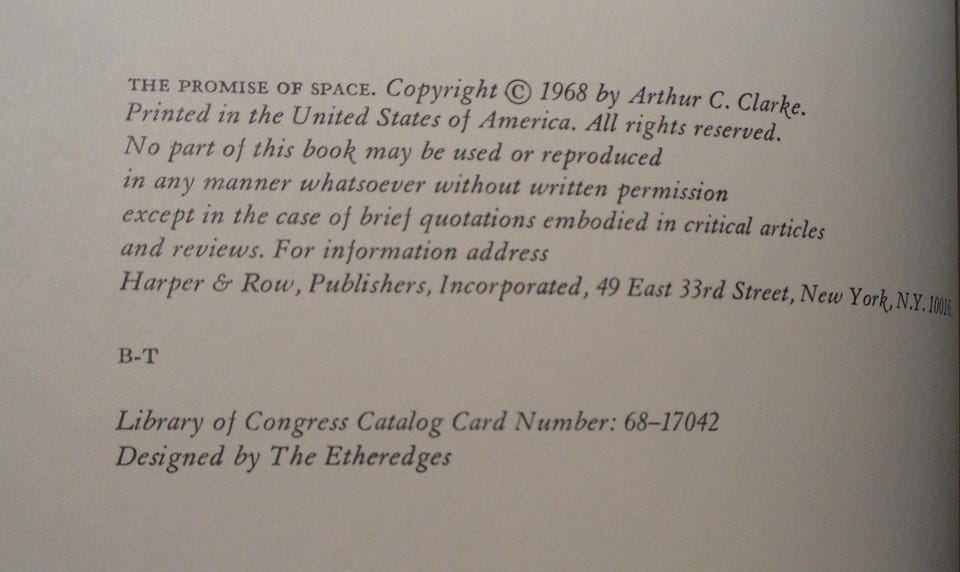 THE PROMISE OF SPACE. Copyright © 1968 by Arthur C. Clarke.
Printed in the United States of America. All rights reserved.
No part of this book may be used or reproduced
in any manner whatsoever without written permission
except in the case of brief quotations embodied in critical articles
and reviews. For information address
Harper & Row, Publishers, Incorporated, 49 East 33rd Street, New York, N.Y. 10016.
B-T
Library of Congress Catalog Card Number: 68–17042
Designed by The Etheredges